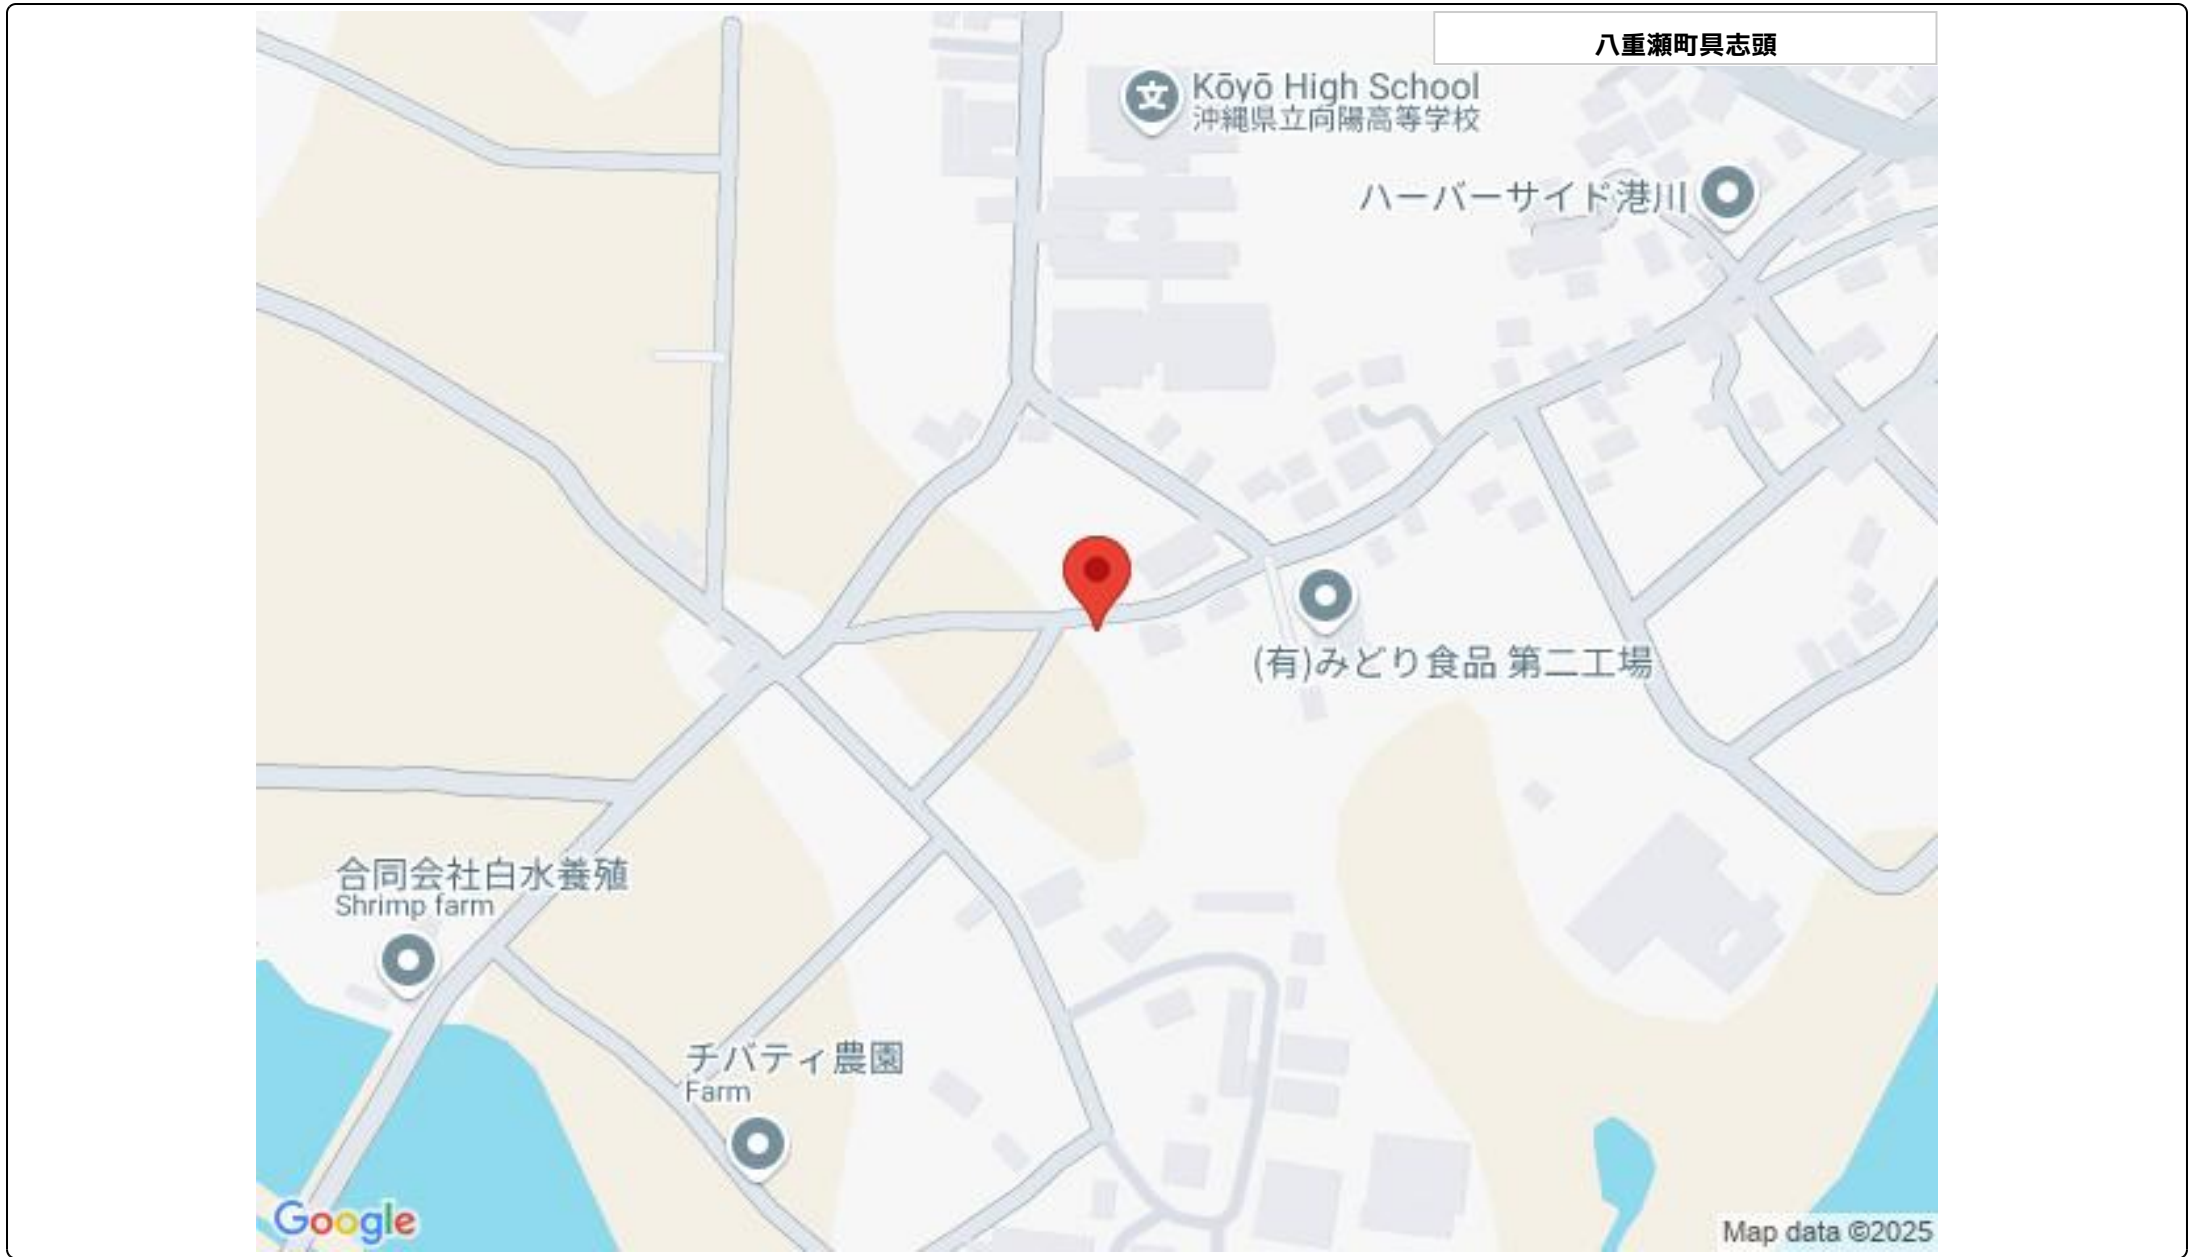 八重瀬町具志頭
Kōyō High School
沖縄県立向陽高等学校
ハーバーサイド港川
(有)みどり食品 第二工場
合同会社白水養殖
Shrimp farm
チバティ農園
Farm
Google
Map data ©2025